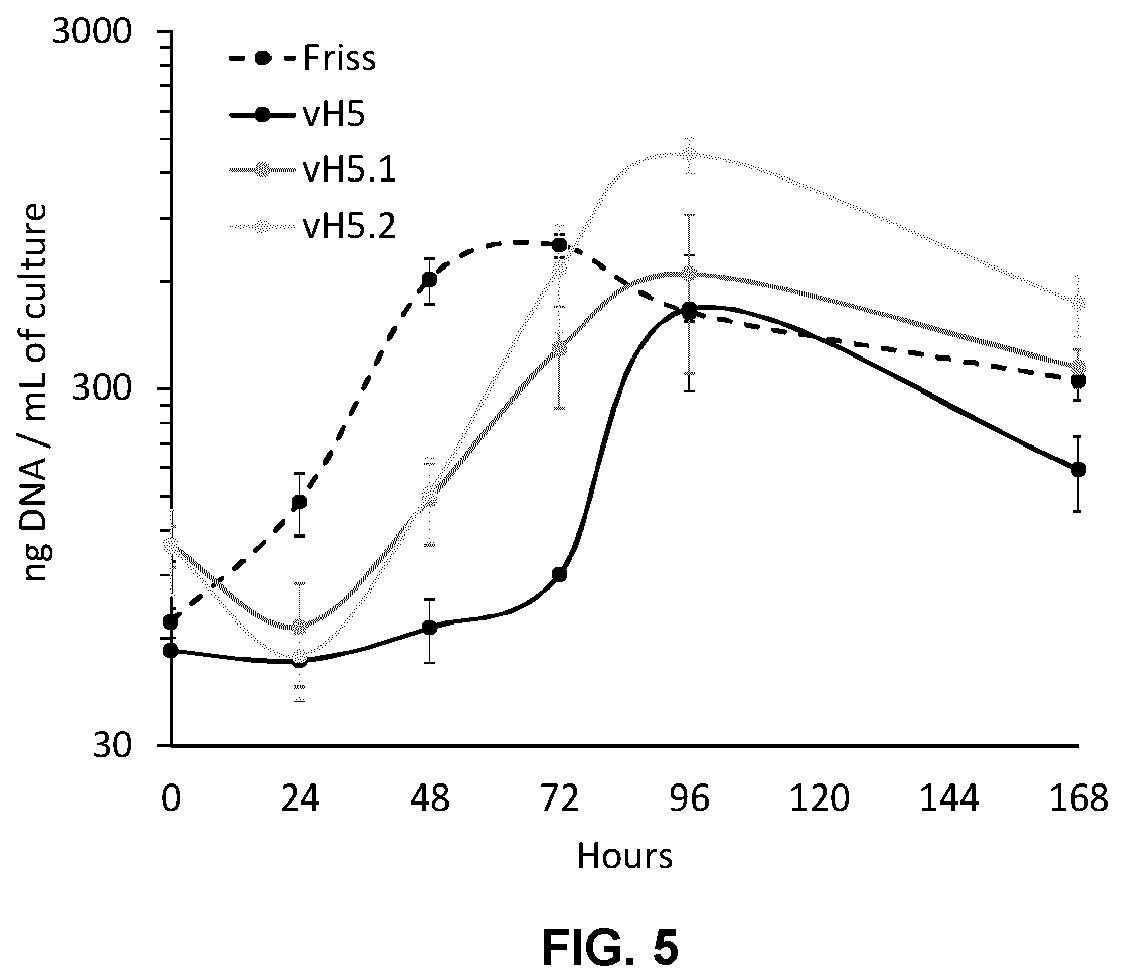 3000
Friss
vH5
vH5.1
vH5.2
ng DNA / mL of culture
300
30
0 24 48 72 96 120 144 168
Hours
FIG. 5